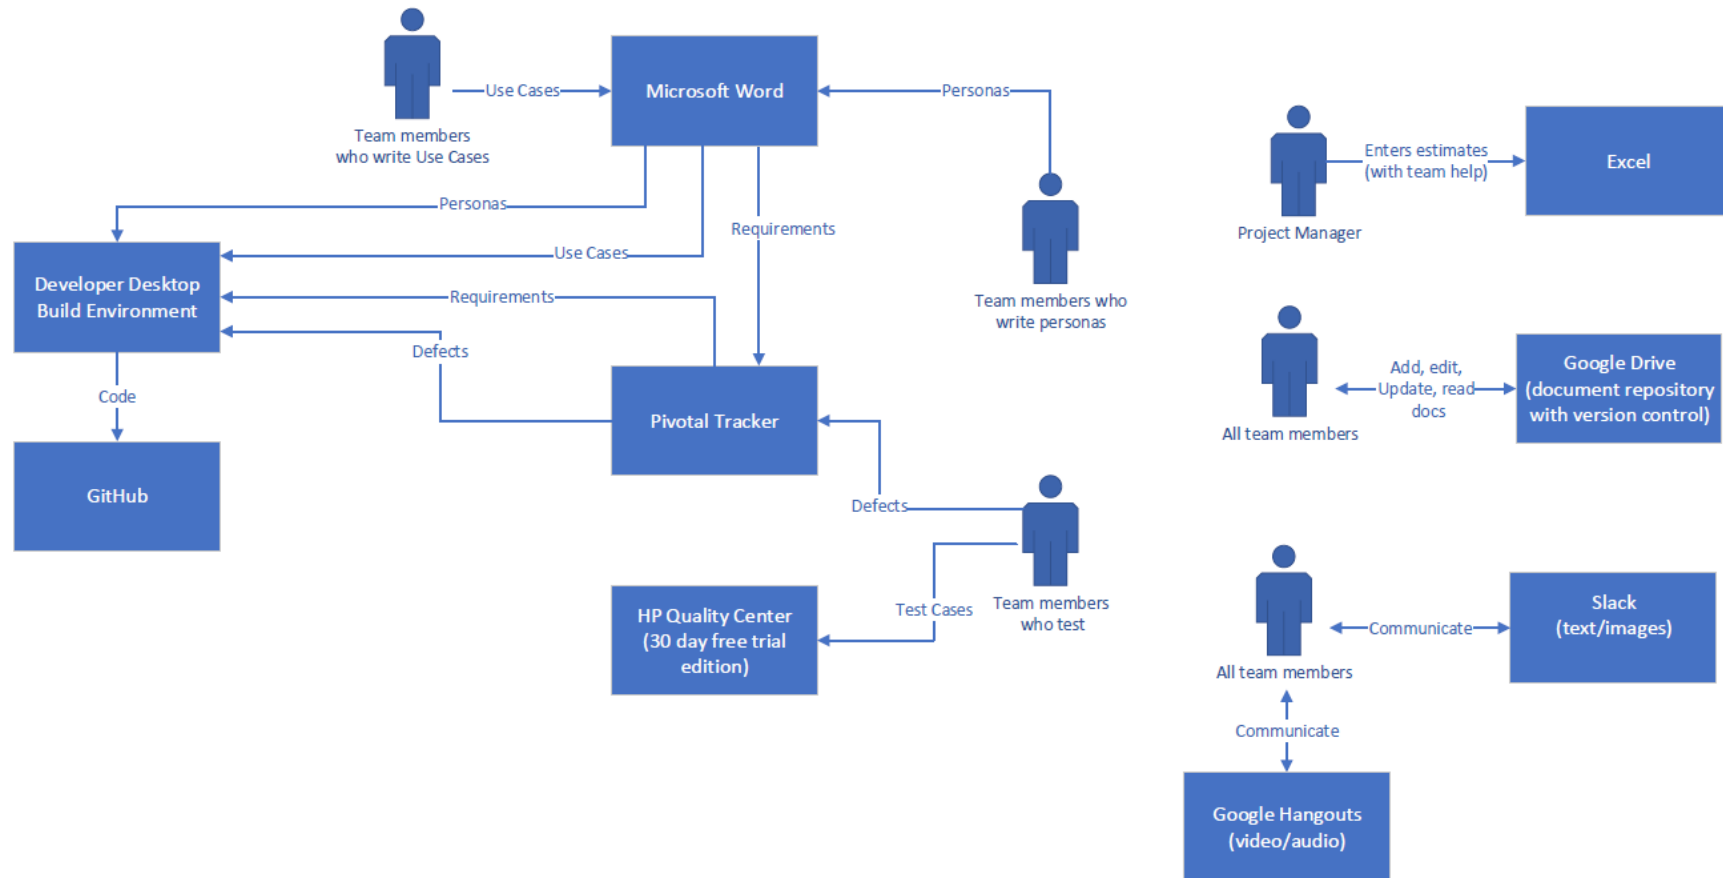 Use Cases
Microsoft Word
Personas
Team members
who write Use Cases
Enters estimates
(with team help)
Excel
Project Manager
Personas
Requirements
Use Cases
Developer Desktop
Build Environment
Requirements
Team members who
write personas
Defects
Code
Pivotal Tracker
GitHub
Add, edit,
Update, read
docs
Google Drive
(document repository
with version control)
All team members
Defects
Test Cases
Team members
who test
HP Quality Center
(30 day free trial
edition)
Communicate
Slack
(text/images)
All team members
Communicate
Google Hangouts
(video/audio)